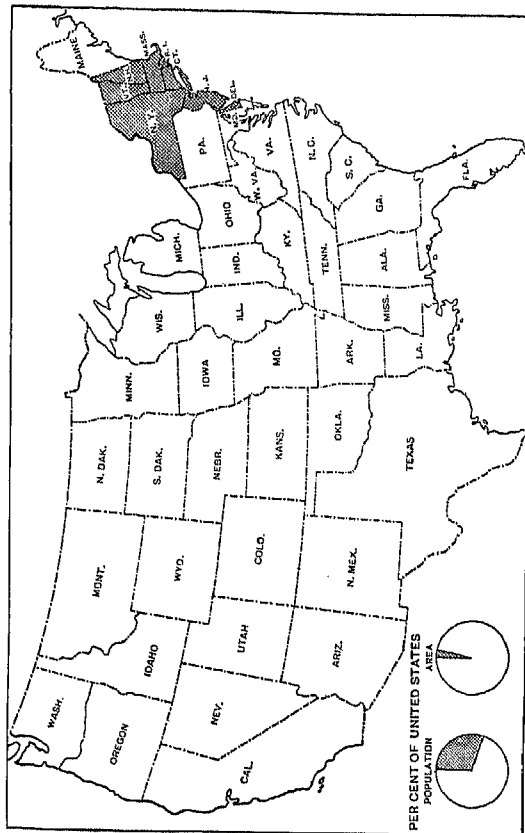 WASH.
OREGON
CAL.
NEV.
IDAHO
MONT.
WYO.
UTAH
ARIZ.
COLO.
N. MEX.
N. DAK.
S. DAK.
NEBR.
KANS.
OKLA.
TEXAS
MINN.
IOWA
MO.
ARK.
LA.
WIS.
ILL.
MICH.
IND.
OHIO
KY.
TENN.
MISS.
ALA.
GA.
FLA.
S. C.
N.C.
VA.
W. VA.
PA.
N.Y.
MAINE
VT.
N.H.
MASS.
R.I.
CT.
N.J.
DEL.
MD.
PER CENT OF UNITED STATES
POPULATION
AREA